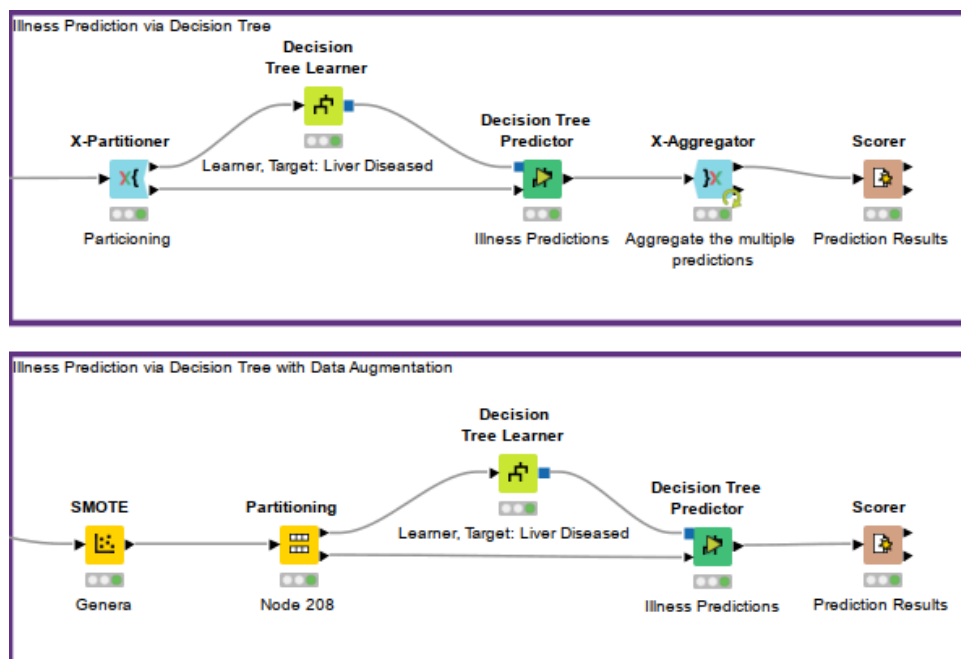 Illness Prediction via Decision Tree
Decision
Tree Learner
Learner, Target: Liver Diseased
X-Partitioner
Particioning
Decision Tree
Predictor
Illness Predictions
X-Aggregator
Aggregate the multiple
predictions
Scorer
Prediction Results
Illness Prediction via Decision Tree with Data Augmentation
SMOTE
Genera
Partitioning
Node 208
Decision
Tree Learner
Learner, Target: Liver Diseased
Decision Tree
Predictor
Illness Predictions
Scorer
Prediction Results